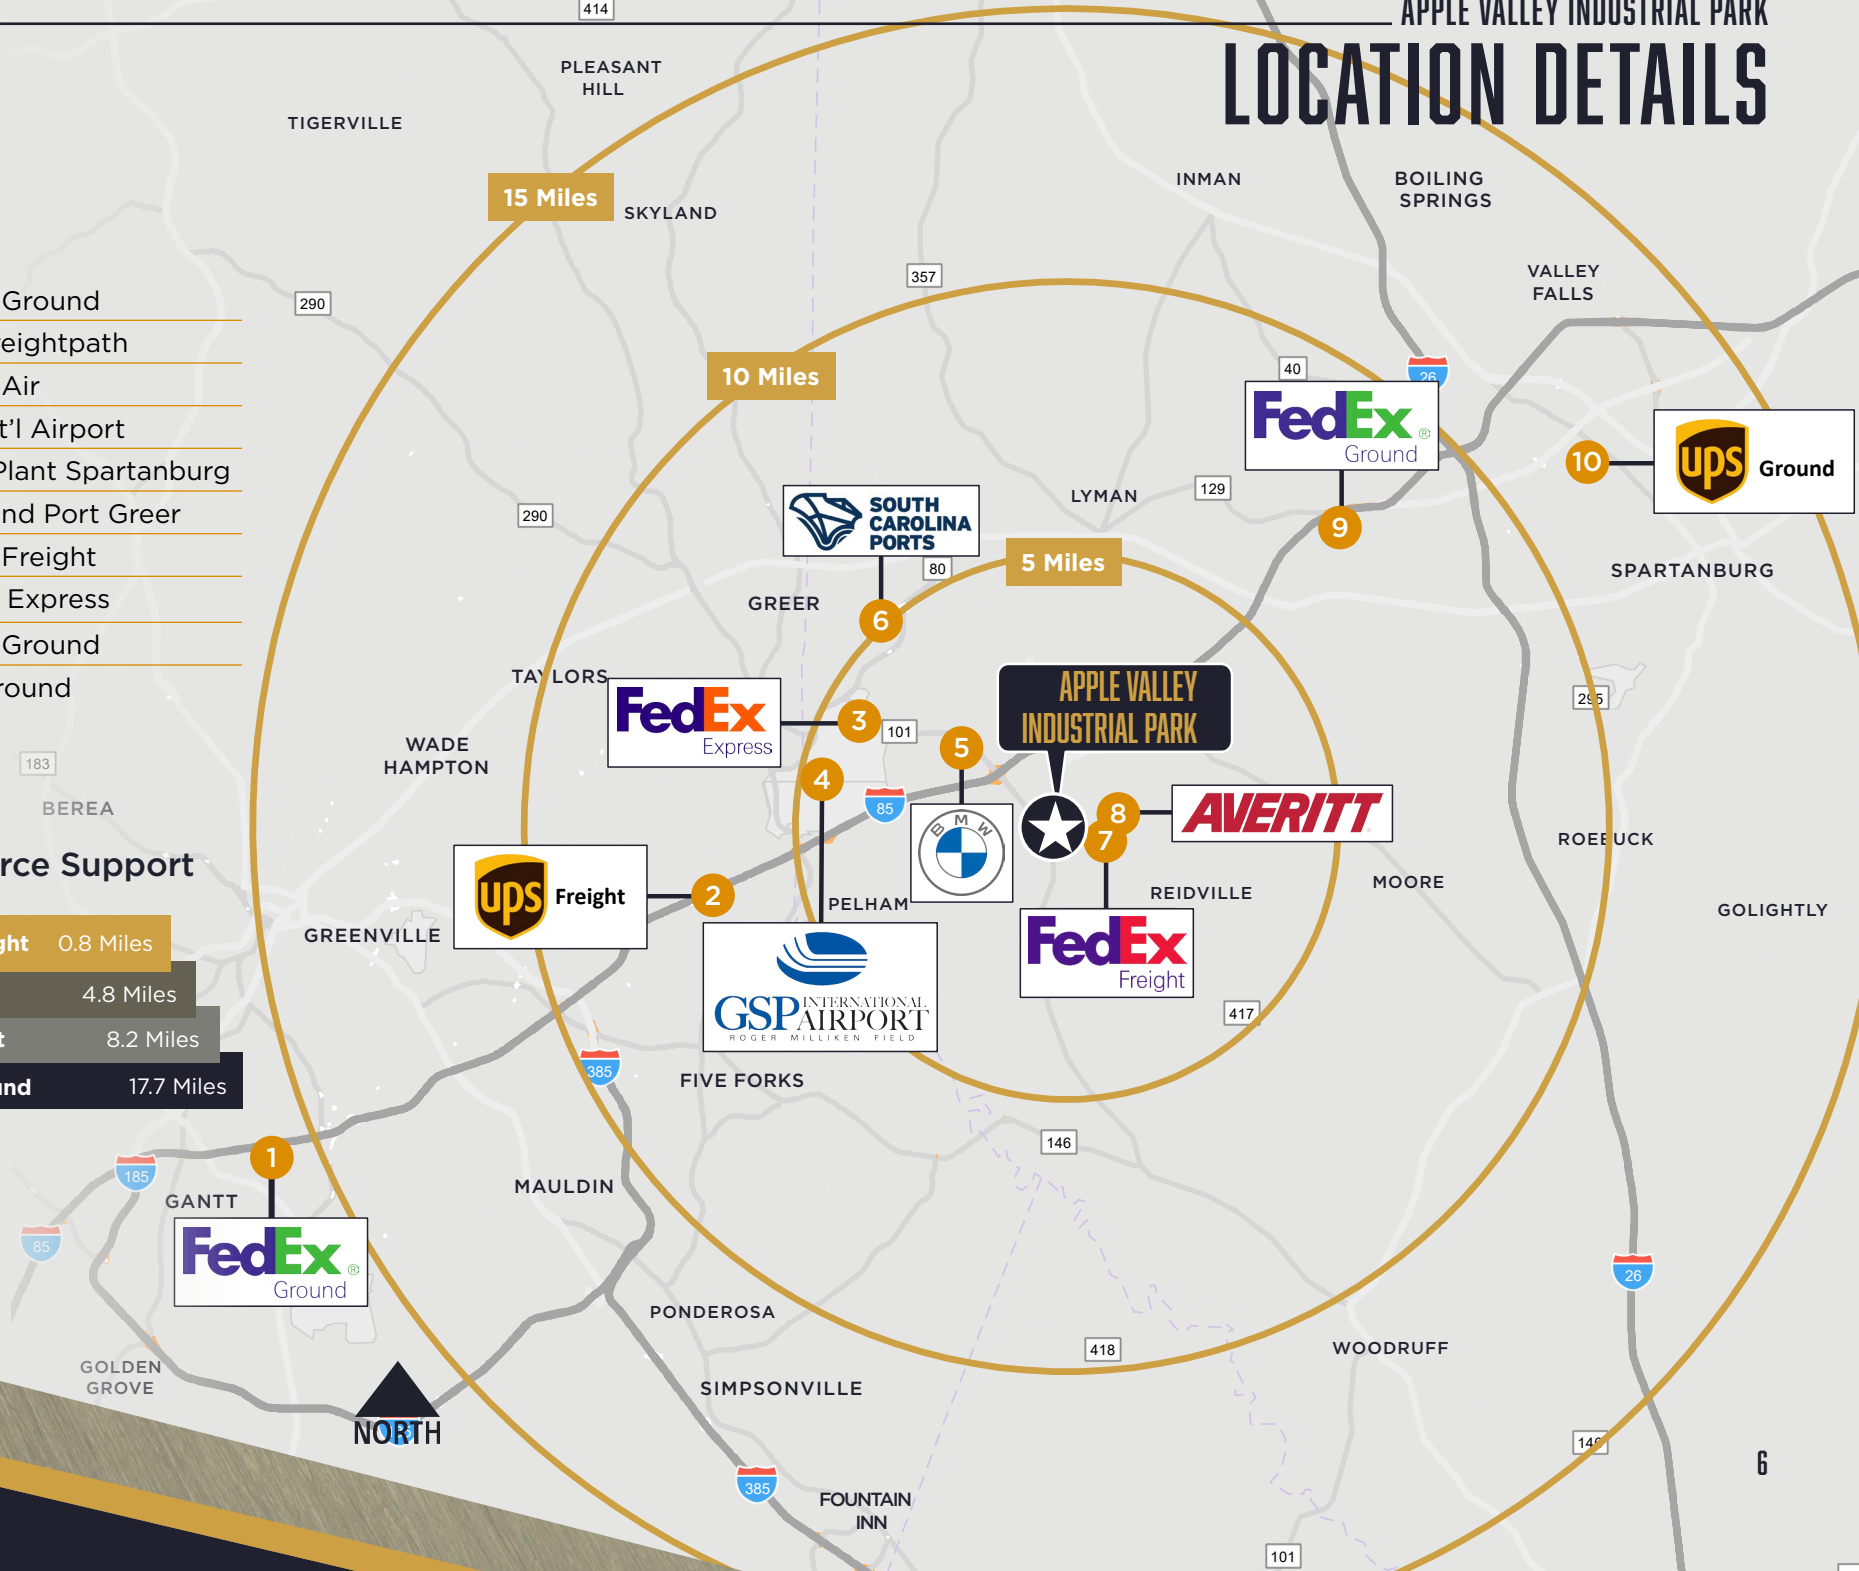 APPLE VALLEY INDUSTRIAL PARK
LOCATION DETAILS
414
PLEASANT
HILL
TIGERVILLE
15 Miles
SKYLAND
INMAN
BOILING
SPRINGS
VALLEY
FALLS
357
290
Ground
eightpath
Air
t’l Airport
Plant Spartanburg
nd Port Greer
Freight
Express
Ground
round
10 Miles
40
26
FedEx ®
Ground
9
10
ups Ground
LYMAN
129
SOUTH
CAROLINA
PORTS
290
80
5 Miles
SPARTANBURG
GREER
6
TAYLORS
FedEx
Express
3
101
5
APPLE VALLEY
INDUSTRIAL PARK
295
WADE
HAMPTON
183
BEREA
4
85
BMW
8
7
AVERITT
ROEBUCK
rce Support
ups Freight
2
PELHAM
REIDVILLE
MOORE
GOLIGHTLY
GREENVILLE
ght 0.8 Miles
4.8 Miles
t 8.2 Miles
und 17.7 Miles
FedEx
Freight
GSP INTERNATIONAL
AIRPORT
ROGER MILLIKEN FIELD
417
385
FIVE FORKS
146
1
185
GANTT
85
MAULDIN
FedEx ®
Ground
26
PONDEROSA
418
WOODRUFF
GOLDEN
GROVE
SIMPSONVILLE
NORTH
146
6
385
FOUNTAIN
INN
101